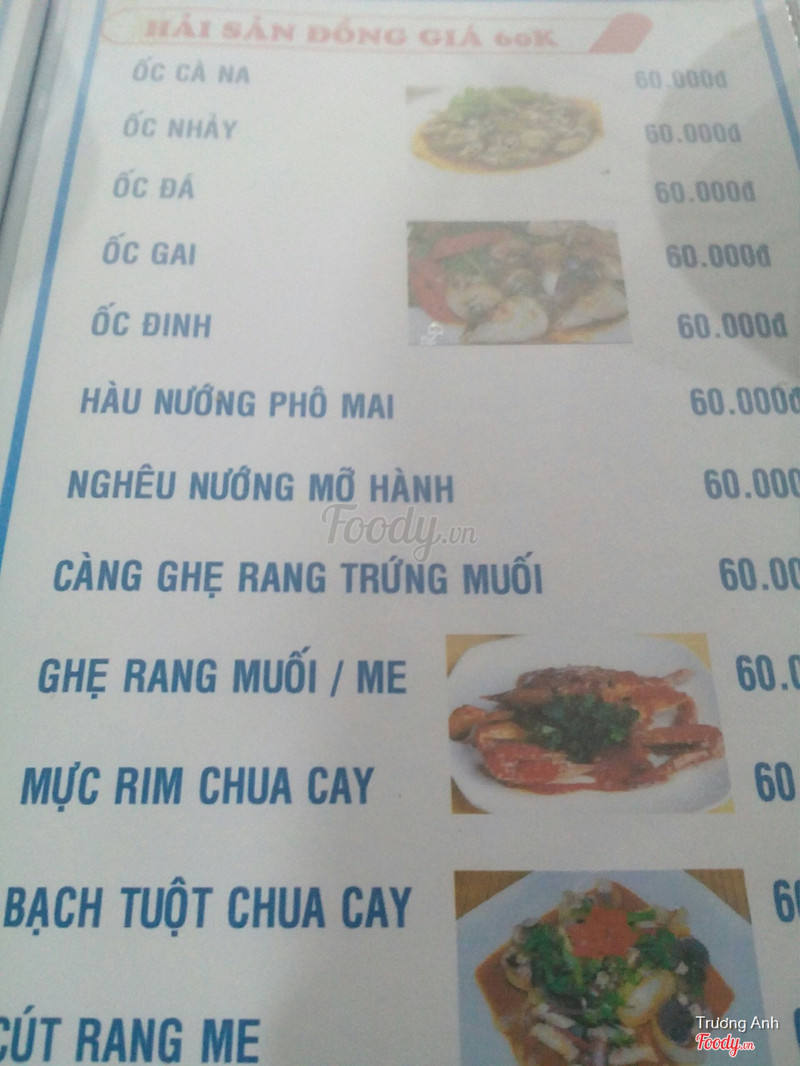 HẢI SẢN ĐỒNG GIÁ 60K
ỐC CÀ NA 60.000đ
ỐC NHẢY 60.000đ
ỐC ĐÁ 60.000đ
ỐC GAI 60.000đ
ỐC ĐINH 60.000đ
HÀU NƯỚNG PHÔ MAI 60.000đ
NGHÊU NƯỚNG MỠ HÀNH 60.000
Foody.vn
CÀNG GHẸ RANG TRỨNG MUỐI 60.00
GHẸ RANG MUỐI / ME 60.0
MỰC RIM CHUA CAY 60
BẠCH TUỘT CHUA CAY 60
CÚT RANG ME
Trương Anh
Foody.vn